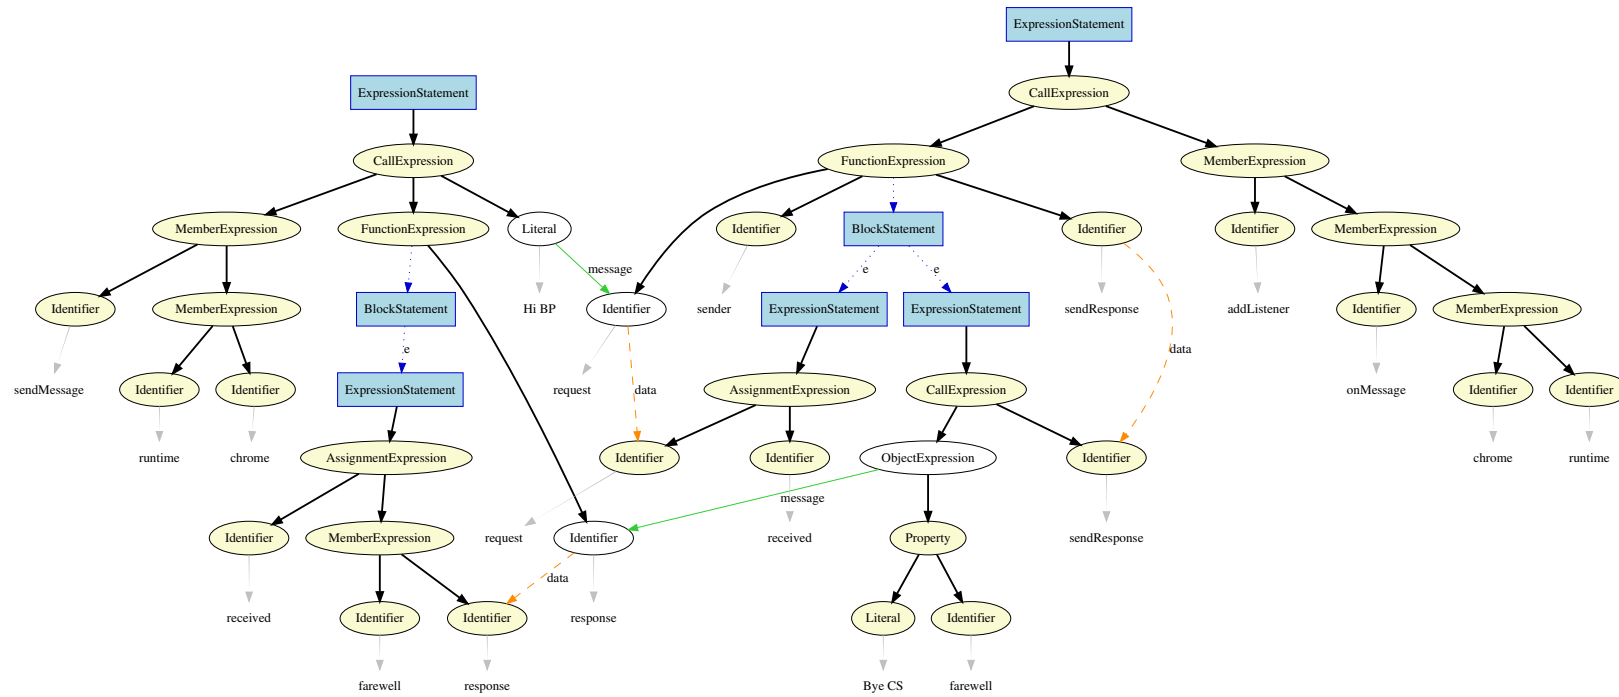 ExpressionStatement
ExpressionStatement
CallExpression
CallExpression
FunctionExpression
MemberExpression
MemberExpression
FunctionExpression
Literal
Identifier
BlockStatement
Identifier
Identifier
MemberExpression
message
e
e
Identifier
MemberExpression
BlockStatement
Hi BP
Identifier
sender
ExpressionStatement
ExpressionStatement
sendResponse
addListener
Identifier
MemberExpression
e
data
sendMessage
Identifier
Identifier
ExpressionStatement
request
data
AssignmentExpression
CallExpression
onMessage
Identifier
Identifier
runtime
chrome
AssignmentExpression
Identifier
Identifier
ObjectExpression
Identifier
chrome
runtime
message
Identifier
MemberExpression
request
Identifier
received
Property
sendResponse
data
received
Identifier
Identifier
response
Literal
Identifier
farewell
response
Bye CS
farewell